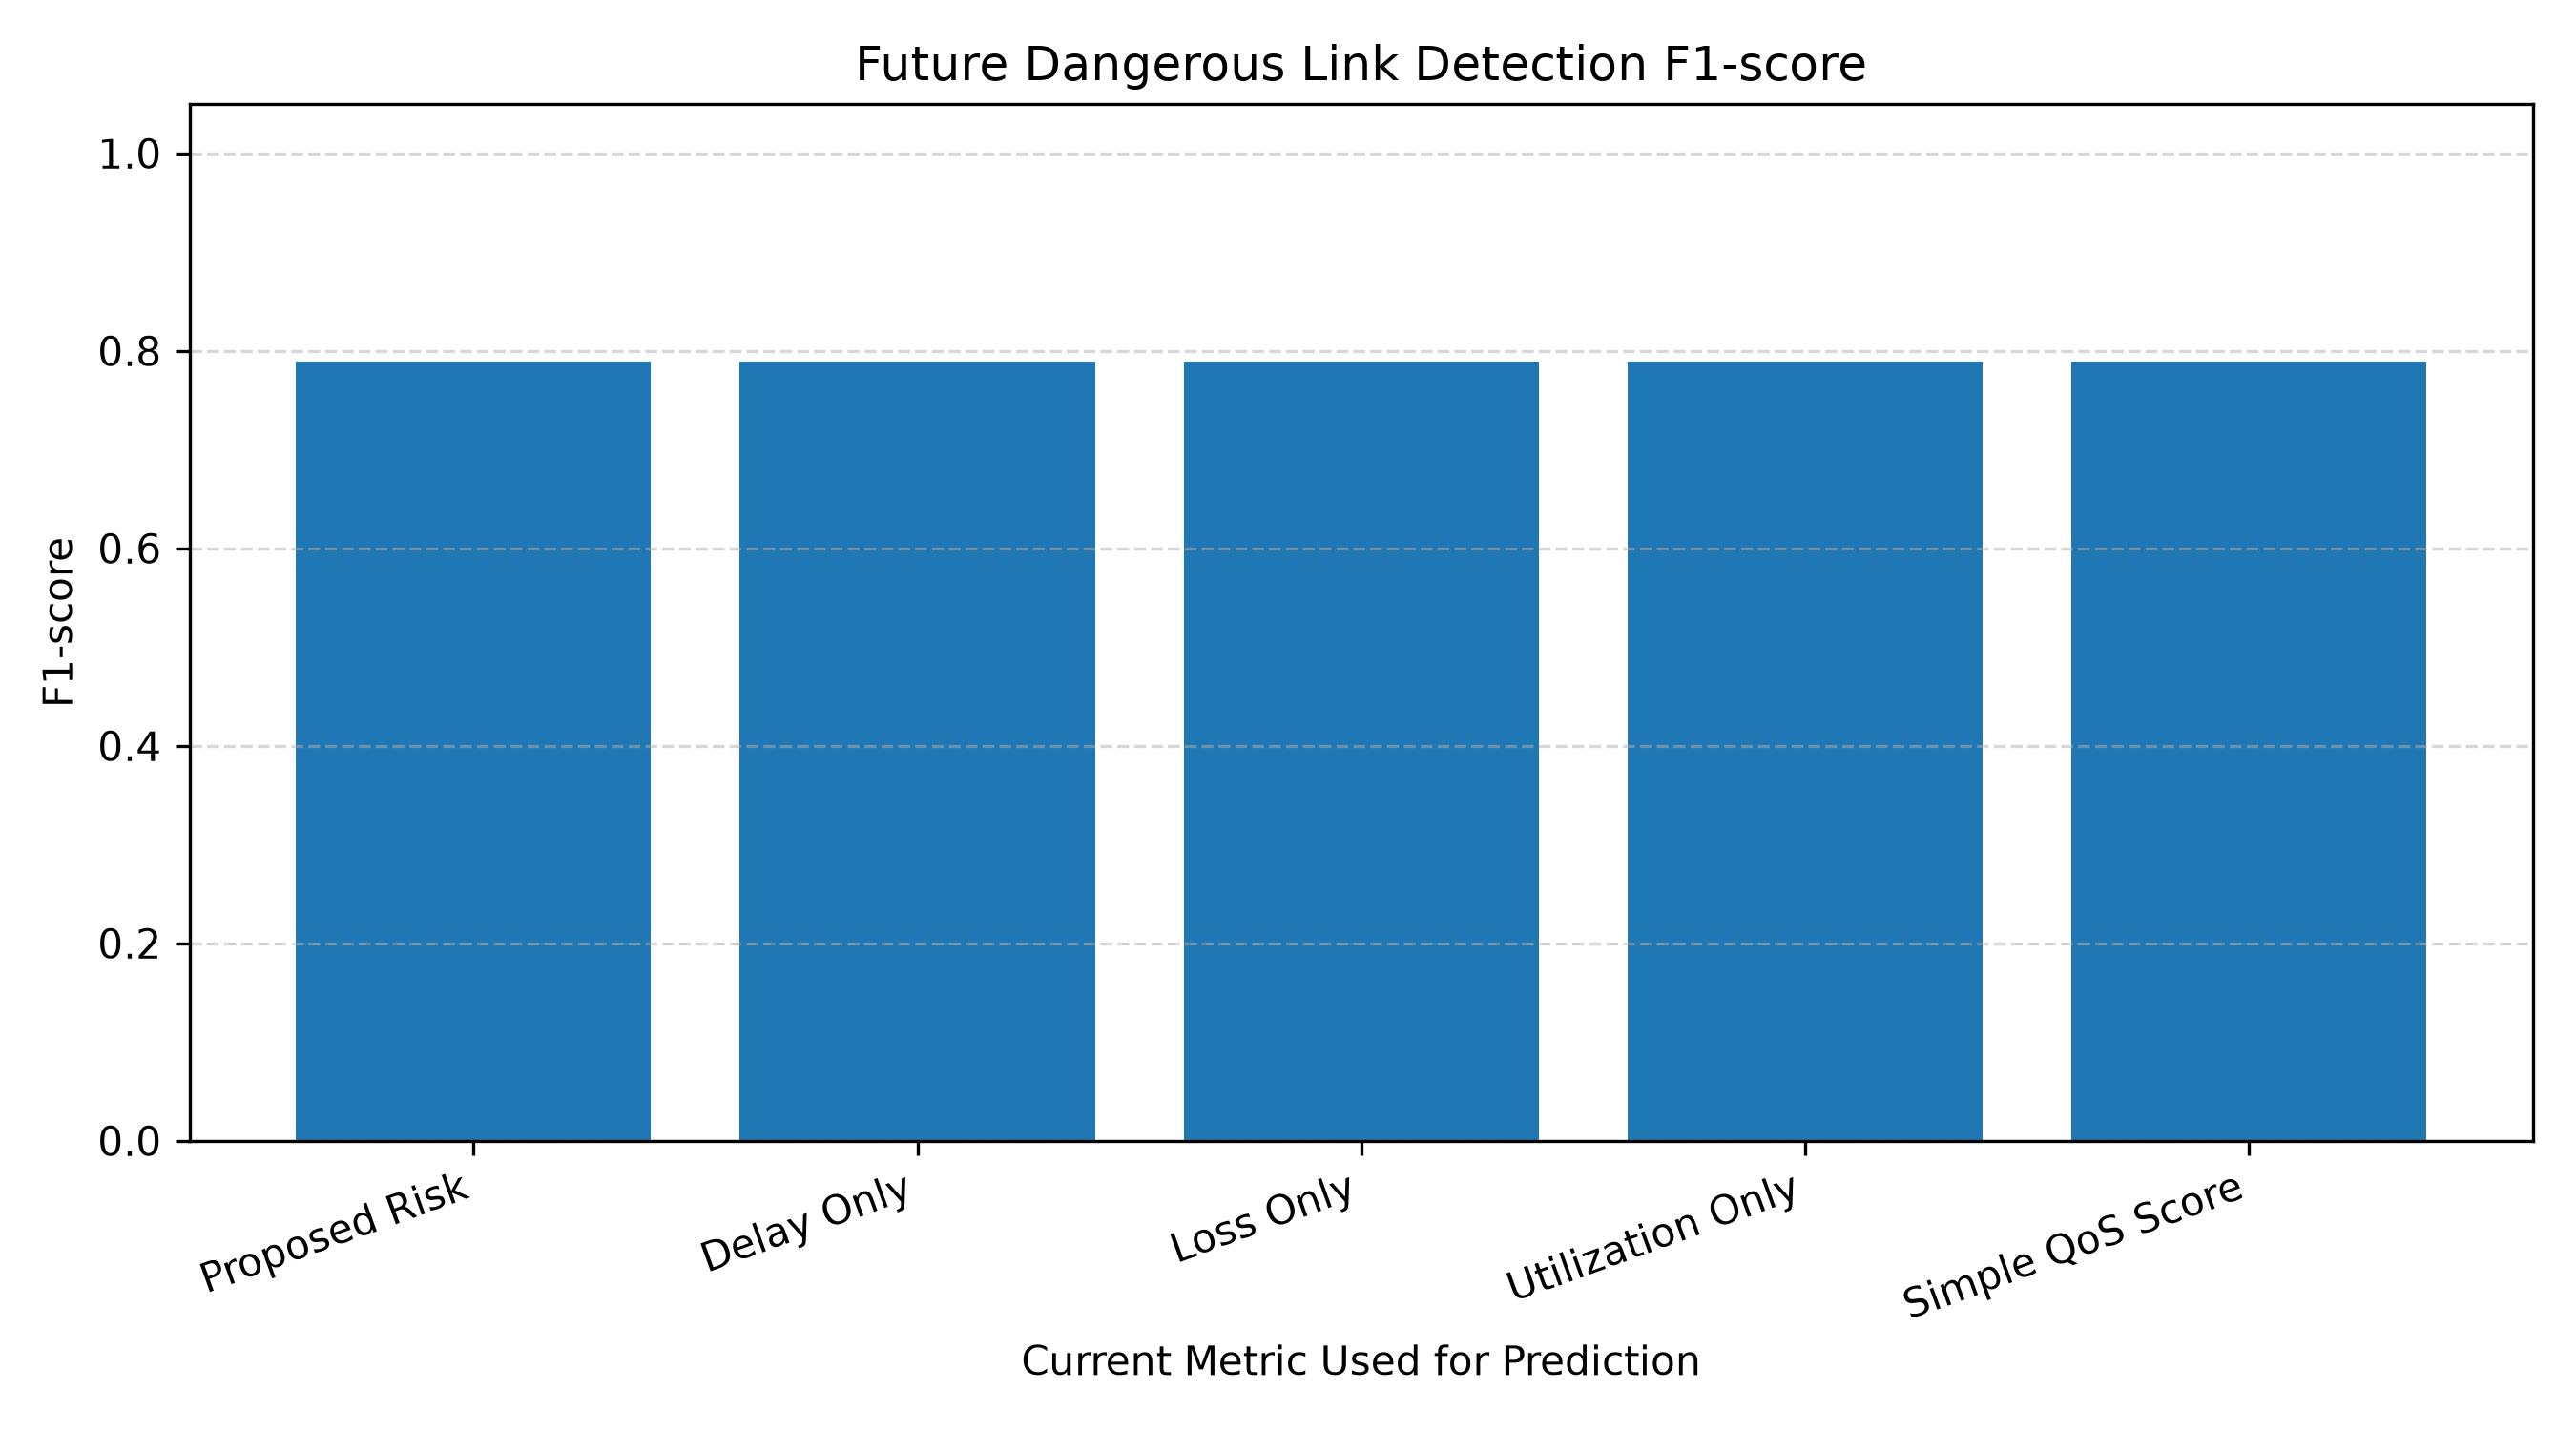 Future Dangerous Link Detection F1-score
1.0
0.8
0.6
0.4
0.2
0.0
F1-score
Proposed Risk
Delay Only
Loss Only
Utilization Only
Simple QoS Score
Current Metric Used for Prediction